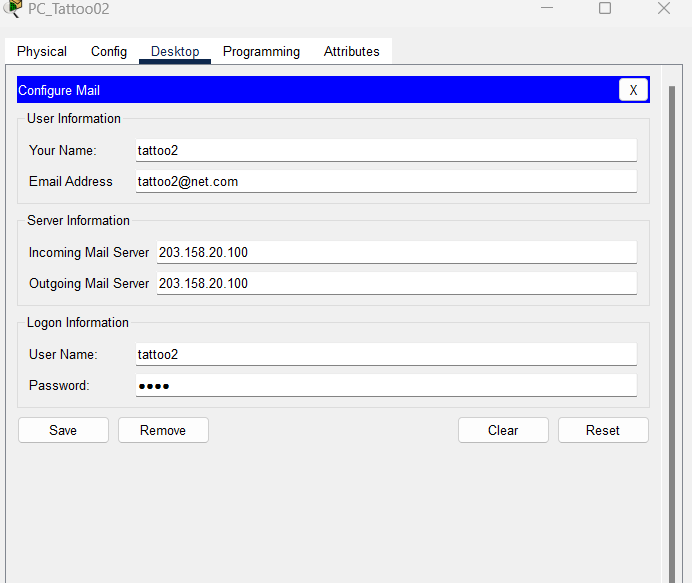 PC_Tattoo02
Physical Config Desktop Programming Attributes
Configure Mail X
User Information
Your Name: tattoo2
Email Address tattoo2@net.com
Server Information
Incoming Mail Server 203.158.20.100
Outgoing Mail Server 203.158.20.100
Logon Information
User Name: tattoo2
Password: ●●●●
Save Remove Clear Reset